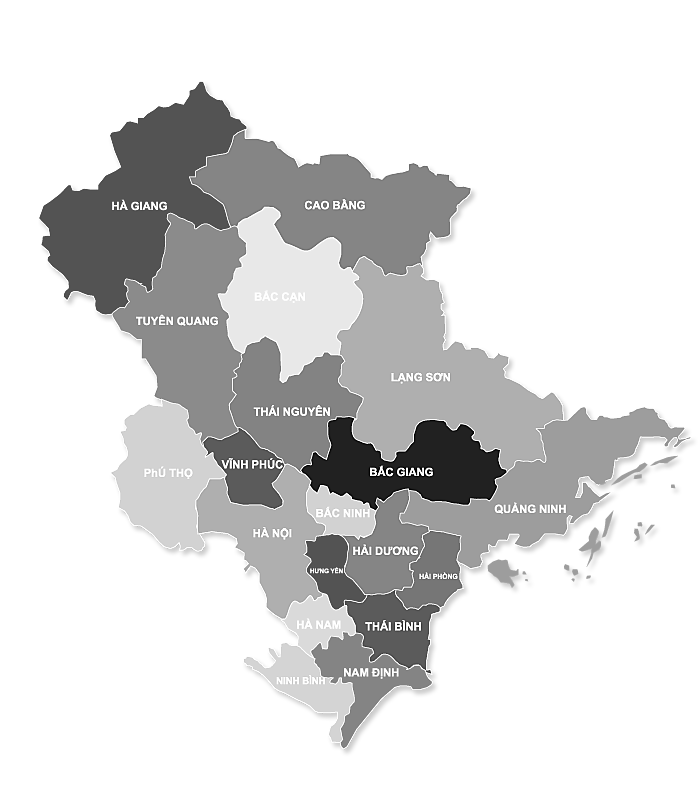 CAO BẰNG
HÀ GIANG
BẮC CẠN
TUYÊN QUANG
LẠNG SƠN
THÁI NGUYÊN
VĨNH PHÚC
PHÚ THỌ
BẮC GIANG
QUẢNG NINH
BẮC NINH
HÀ NỘI
HẢI DƯƠNG
HƯNG YÊN
HẢI PHÒNG
HÀ NAM
THÁI BÌNH
NAM ĐỊNH
NINH BÌNH